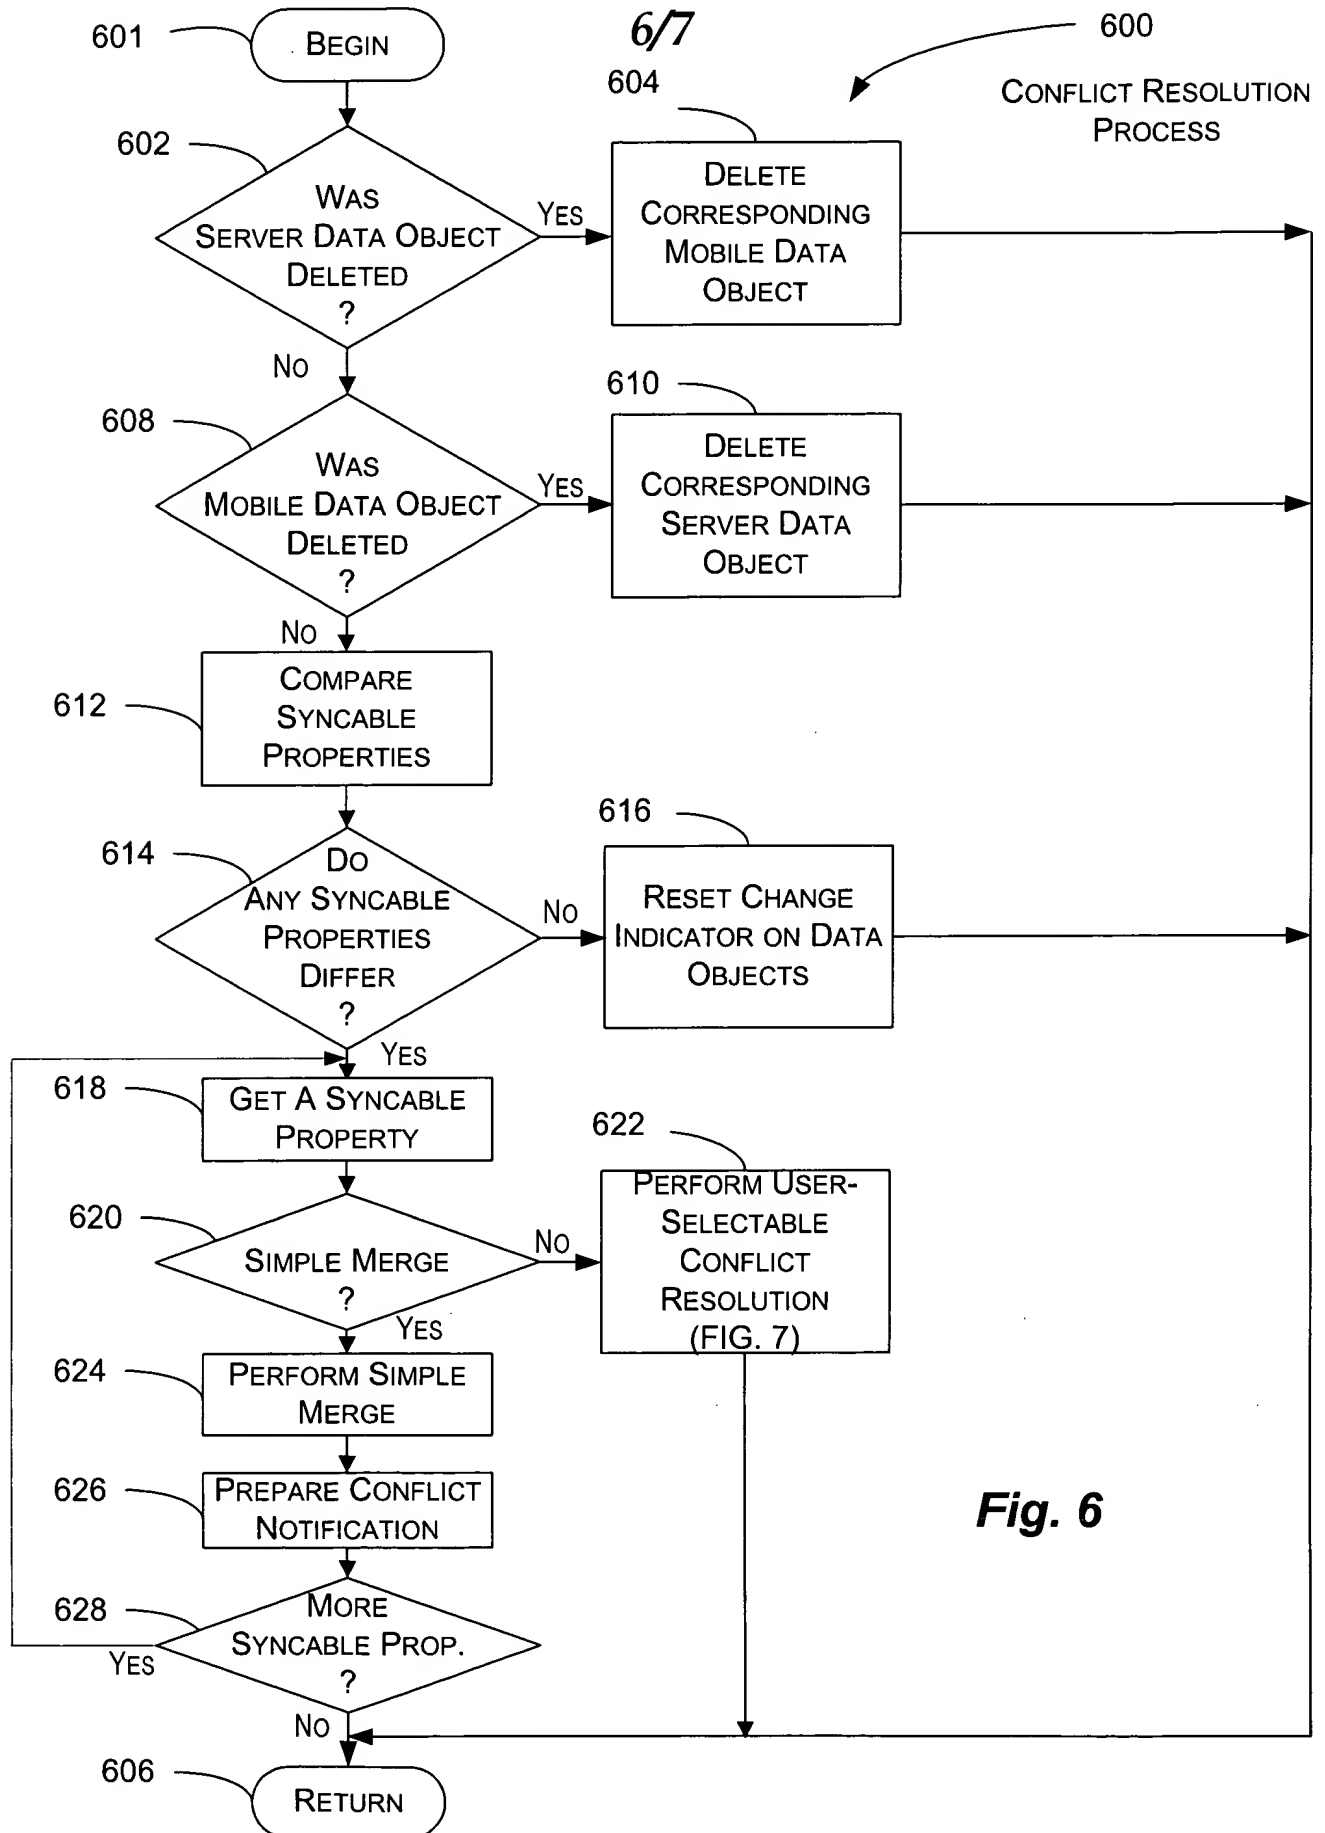 6/7
600
CONFLICT RESOLUTION
PROCESS
601
BEGIN
602
WAS
SERVER DATA OBJECT
DELETED
?
YES
604
DELETE
CORRESPONDING
MOBILE DATA
OBJECT
NO
608
WAS
MOBILE DATA OBJECT
DELETED
?
YES
610
DELETE
CORRESPONDING
SERVER DATA
OBJECT
NO
612
COMPARE
SYNCABLE
PROPERTIES
614
DO
ANY SYNCABLE
PROPERTIES
DIFFER
?
NO
616
RESET CHANGE
INDICATOR ON DATA
OBJECTS
YES
618
GET A SYNCABLE
PROPERTY
620
SIMPLE MERGE
?
NO
622
PERFORM USER-
SELECTABLE
CONFLICT
RESOLUTION
(FIG. 7)
YES
624
PERFORM SIMPLE
MERGE
626
PREPARE CONFLICT
NOTIFICATION
628
MORE
SYNCABLE PROP.
?
YES
NO
606
RETURN
Fig. 6